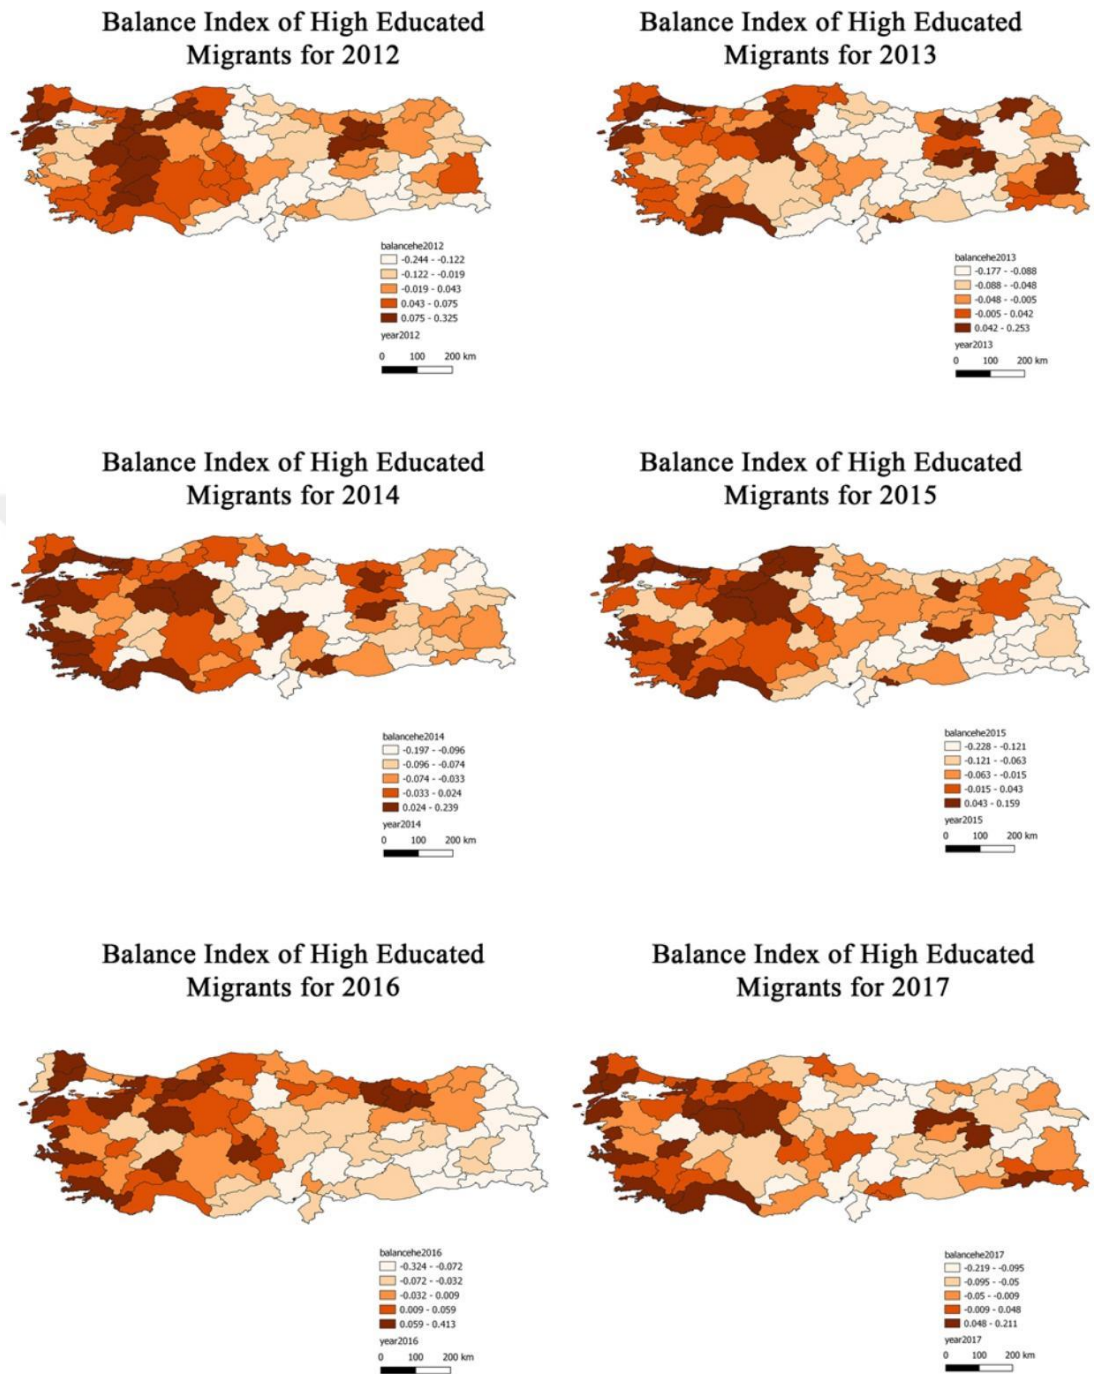 Balance Index of High Educated
Migrants for 2012
balancehe2012
-0.244 - -0.122
-0.122 - -0.019
-0.019 - 0.043
0.043 - 0.075
0.075 - 0.325
year2012
0 100 200 km
Balance Index of High Educated
Migrants for 2013
balancehe2013
-0.177 - -0.088
-0.088 - -0.048
-0.048 - -0.005
-0.005 - 0.042
0.042 - 0.253
year2013
0 100 200 km
Balance Index of High Educated
Migrants for 2014
balancehe2014
-0.197 - -0.096
-0.096 - -0.074
-0.074 - -0.033
-0.033 - 0.024
0.024 - 0.239
year2014
0 100 200 km
Balance Index of High Educated
Migrants for 2015
balancehe2015
-0.228 - -0.121
-0.121 - -0.063
-0.063 - -0.015
-0.015 - 0.043
0.043 - 0.159
year2015
0 100 200 km
Balance Index of High Educated
Migrants for 2016
balancehe2016
-0.324 - -0.072
-0.072 - -0.032
-0.032 - 0.009
0.009 - 0.059
0.059 - 0.413
year2016
0 100 200 km
Balance Index of High Educated
Migrants for 2017
balancehe2017
-0.219 - -0.095
-0.095 - -0.05
-0.05 - -0.009
-0.009 - 0.048
0.048 - 0.211
year2017
0 100 200 km